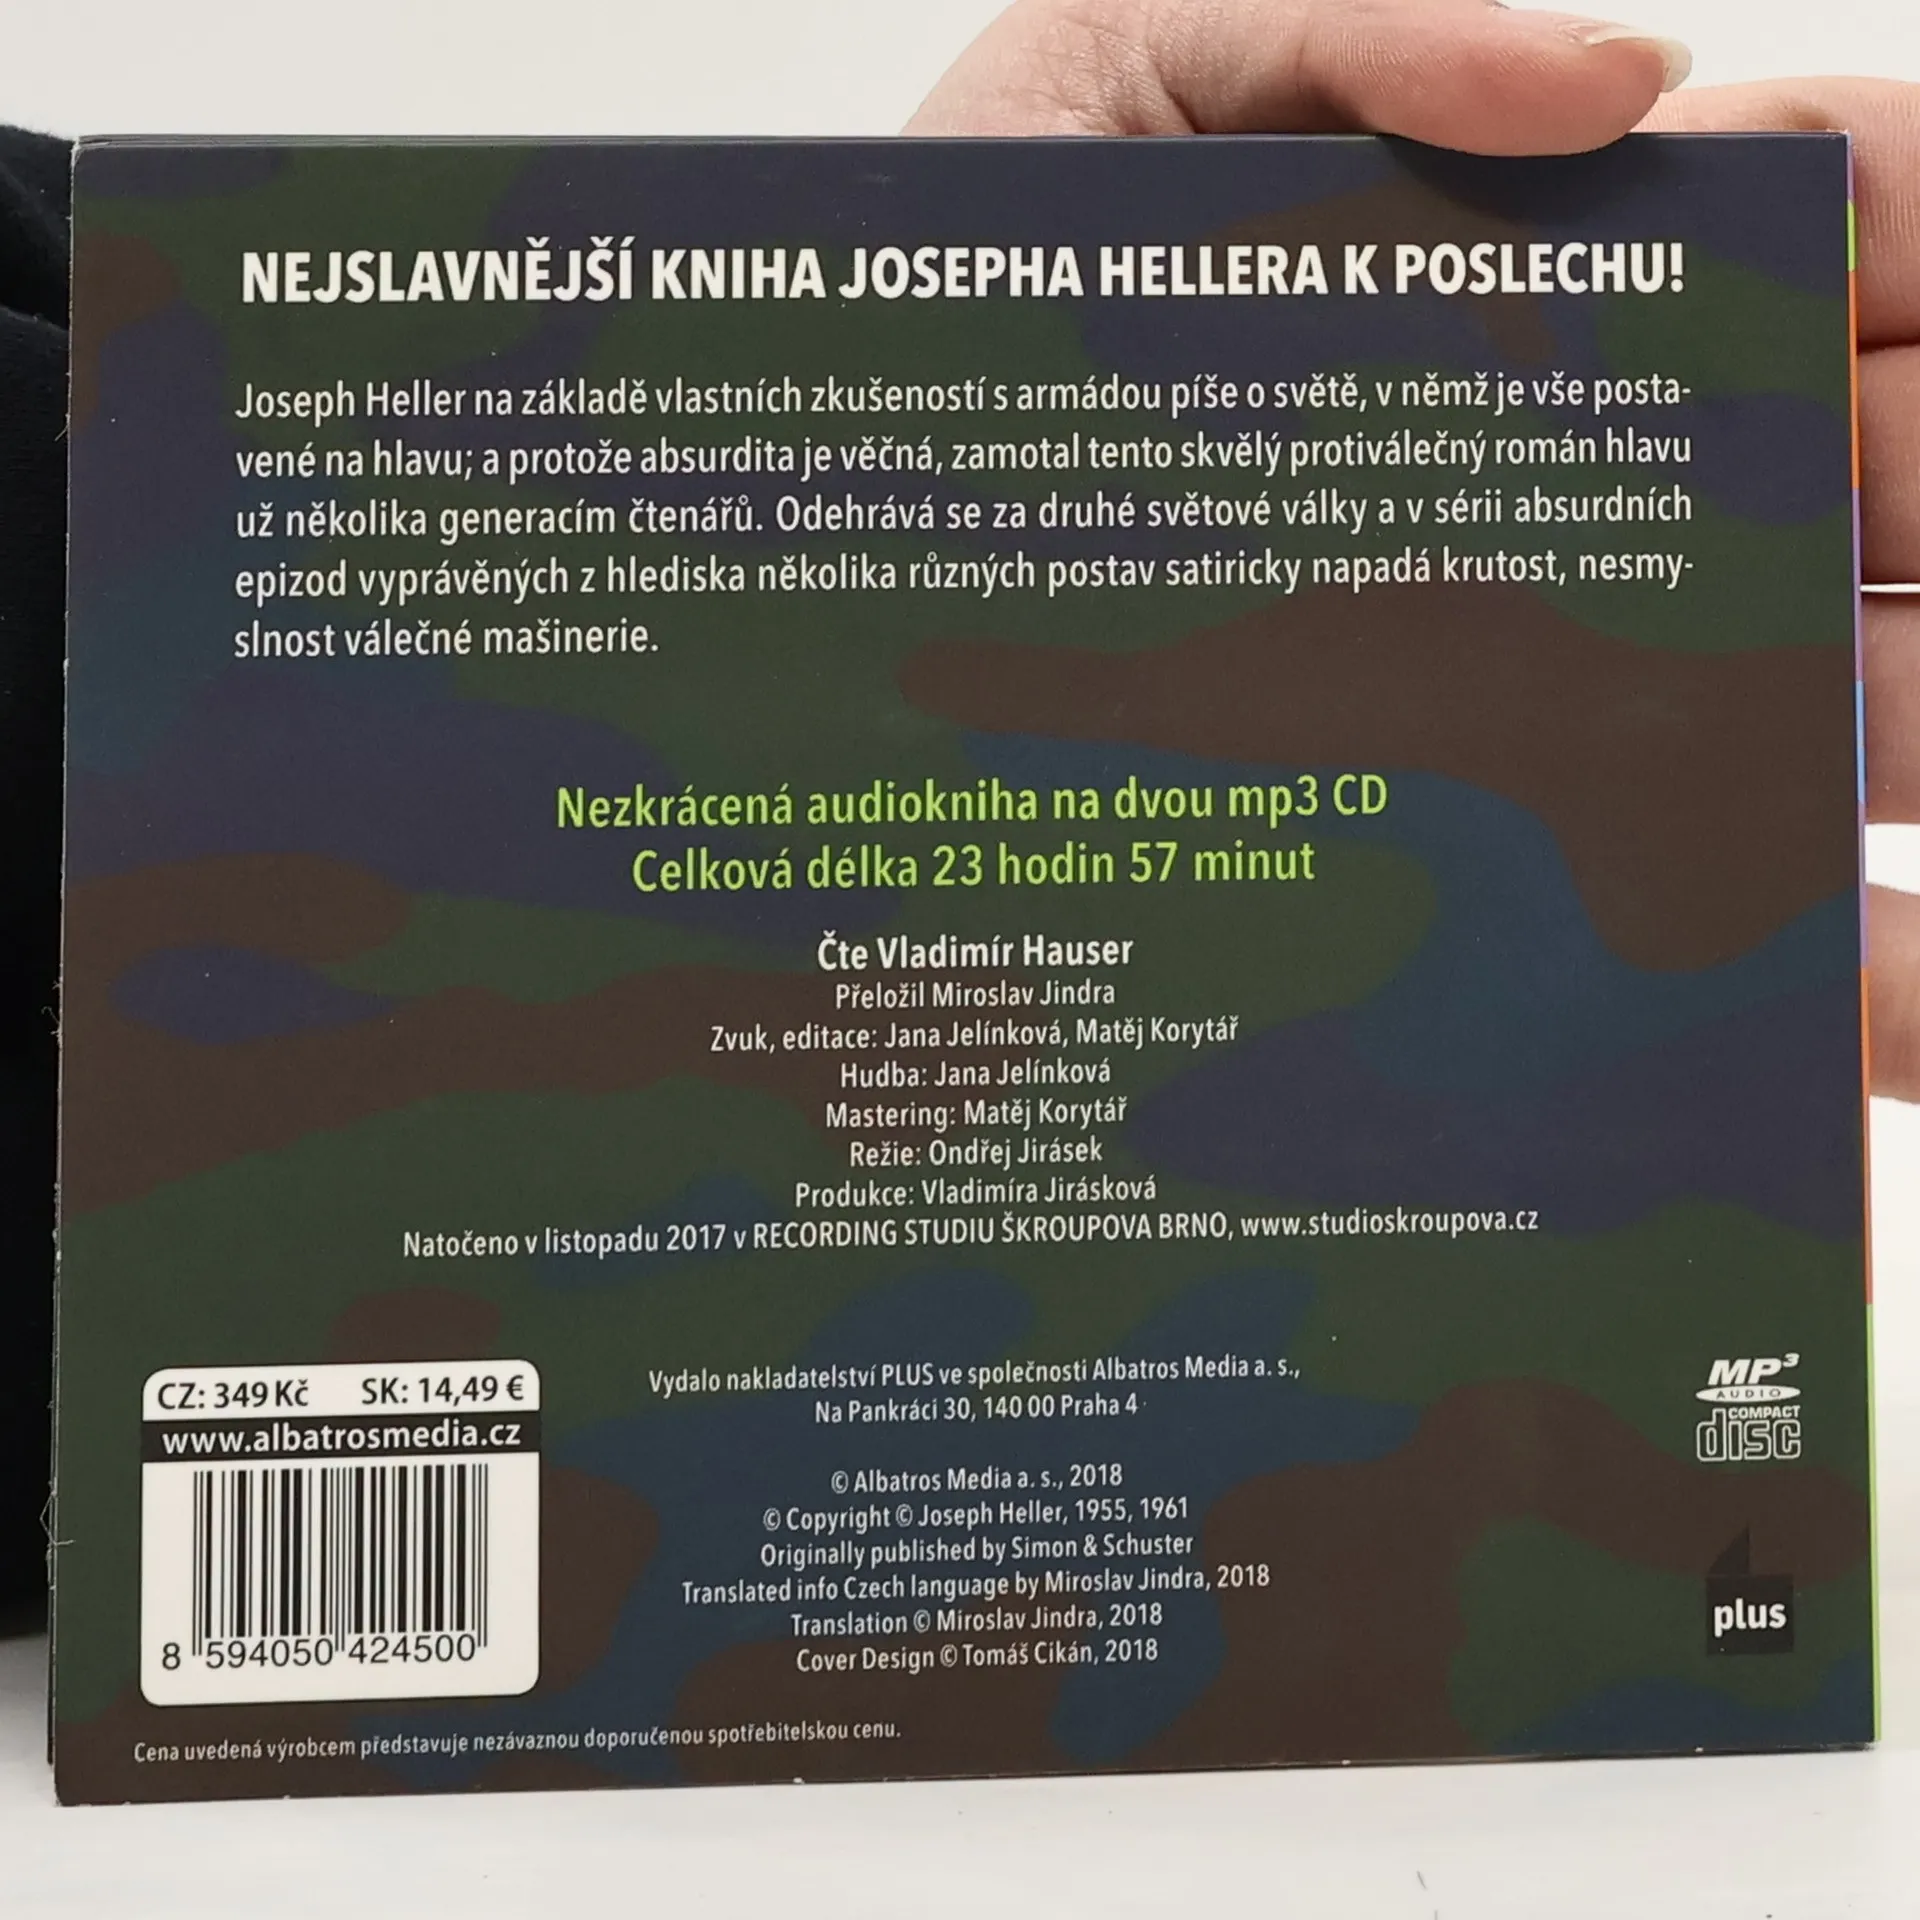 NEJSLAVNĚJŠÍ KNIHA JOSEPHA HELLERA K POSLECHU!
Joseph Heller na základě vlastních zkušeností s armádou píše o světě, v němž je vše posta-
vené na hlavu; a protože absurdita je věčná, zamotal tento skvělý protiválečný román hlavu
už několika generacím čtenářů. Odehrává se za druhé světové války a v sérii absurdních
epizod vyprávěných z hlediska několika různých postav satiricky napadá krutost, nesmy-
slnost válečné mašinerie.
Nezkrácená audiokniha na dvou mp3 CD
Celková délka 23 hodin 57 minut
Čte Vladimír Hauser
Přeložil Miroslav Jindra
Zvuk, editace: Jana Jelínková, Matěj Korytář
Hudba: Jana Jelínková
Mastering: Matěj Korytář
Režie: Ondřej Jirásek
Produkce: Vladimíra Jirásková
Natočeno v listopadu 2017 v RECORDING STUDIU ŠKROUPOVA BRNO, www.studioskroupova.cz
CZ: 349 Kč SK: 14,49 €
www.albatrosmedia.cz
8 594050 424500
Vydalo nakladatelství PLUS ve společnosti Albatros Media a. s.,
Na Pankráci 30, 140 00 Praha 4
© Albatros Media a. s., 2018
© Copyright © Joseph Heller, 1955, 1961
Originally published by Simon & Schuster
Translated info Czech language by Miroslav Jindra, 2018
Translation © Miroslav Jindra, 2018
Cover Design © Tomáš Cikán, 2018
MP3
AUDIO
COMPACT
disc
plus
Cena uvedená výrobcem představuje nezávaznou doporučenou spotřebitelskou cenu.